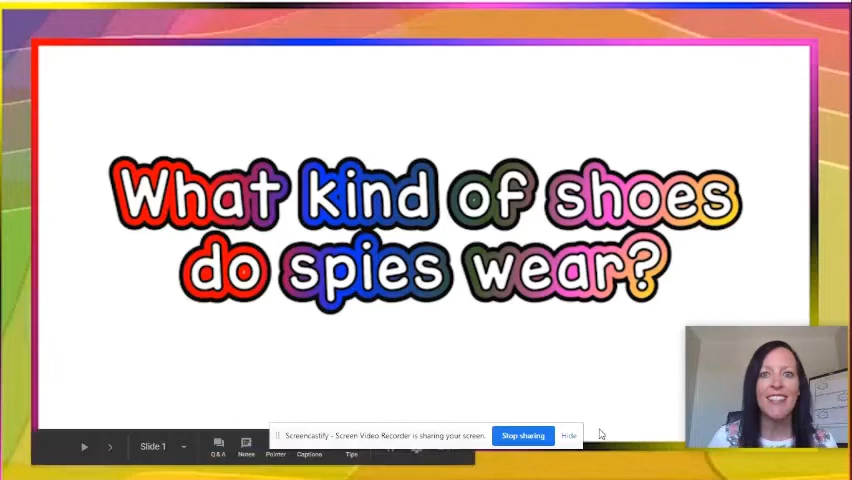 What kind of shoes
do spies wear?
Screencastify - Screen Video Recorder is sharing your screen.
Stop sharing
Hide
Slide 1
Q & A
Notes
Pointer
Captions
Tips